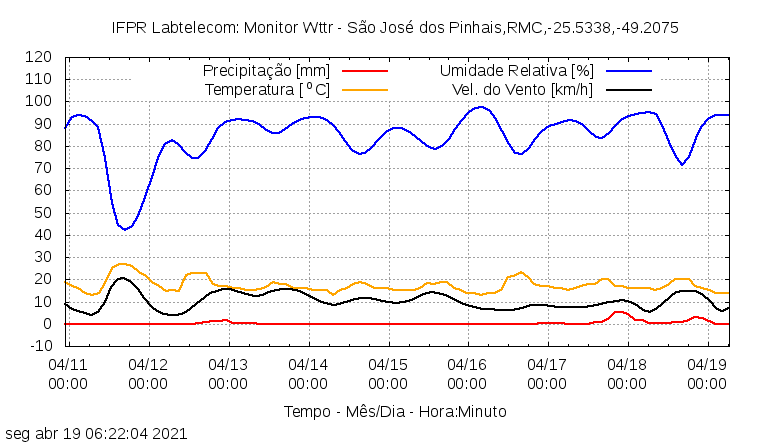 IFPR Labtelecom: Monitor Wttr - São José dos Pinhais,RMC,-25.5338,-49.2075
Precipitação [mm]
Umidade Relativa [%]
Temperatura [⁰C]
Vel. do Vento [km/h]
120
110
100
90
80
70
60
50
40
30
20
10
0
-10
04/11 04/12 04/13 04/14 04/15 04/16 04/17 04/18 04/19
00:00 00:00 00:00 00:00 00:00 00:00 00:00 00:00 00:00
Tempo - Mês/Dia - Hora:Minuto
seg abr 19 06:22:04 2021